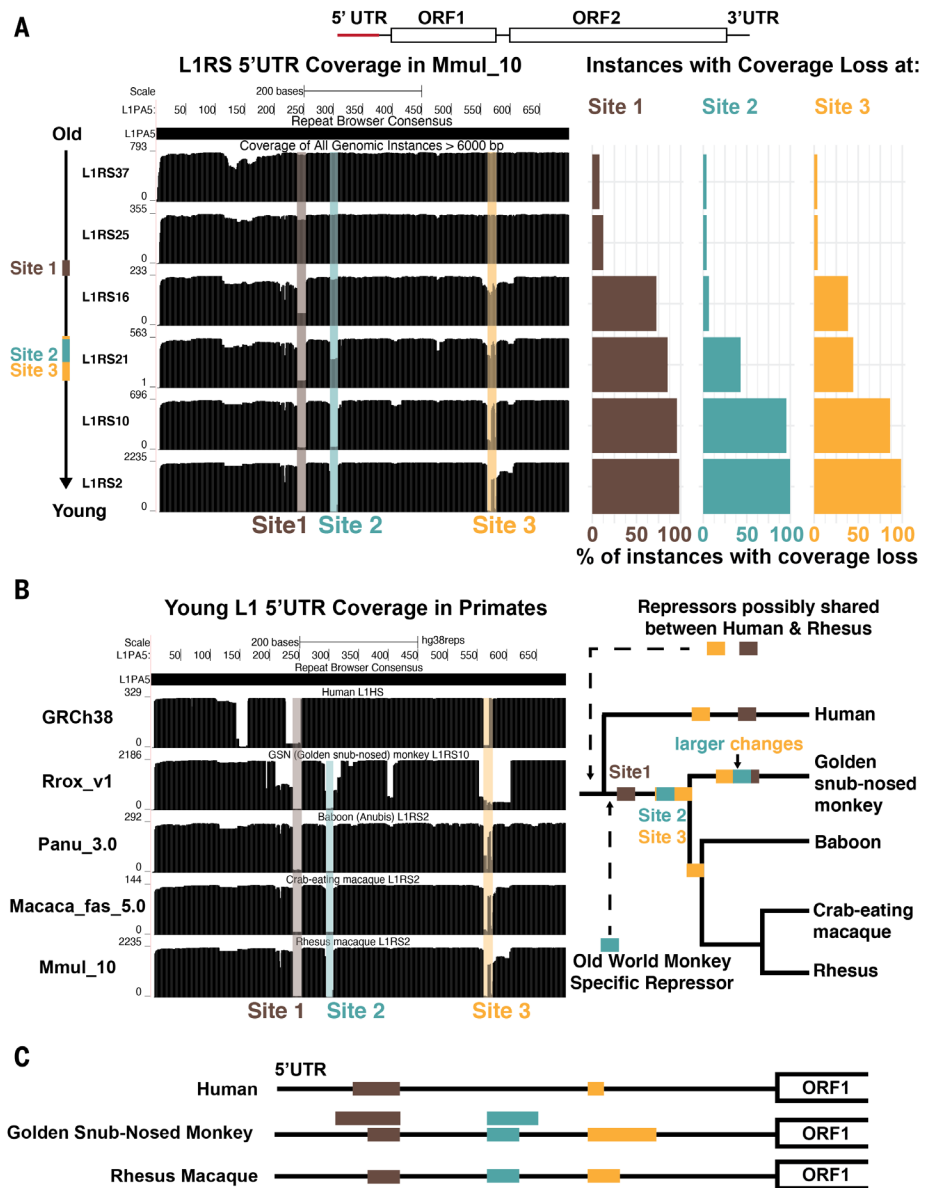 A
5' UTR ORF1 ORF2 3'UTR
L1RS 5'UTR Coverage in Mmul_10
Instances with Coverage Loss at:
Site 1 Site 2 Site 3
Scale 200 bases
L1PA5: 50 100 150 200 250 300 350 400 450 500 550 600 650
Repeat Browser Consensus
L1PA5
Coverage of All Genomic Instances > 6000 bp
Old
793
L1RS37
0
355
L1RS25
0
Site 1
233
L1RS16
0
563
Site 2
L1RS21
Site 3
1
696
L1RS10
0
2235
L1RS2
0
Young
Site1 Site 2 Site 3
0 50 100 0 50 100 0 50 100
% of instances with coverage loss
B
Young L1 5'UTR Coverage in Primates
Scale 200 bases hg38reps
L1PA5: 50 100 150 200 250 300 350 400 450 500 550 600 650
Repeat Browser Consensus
L1PA5
Human L1HS
329
GRCh38
0
GSN (Golden snub-nosed) monkey L1RS10
2186
Rrox_v1
0
Baboon (Anubis) L1RS2
292
Panu_3.0
0
Crab-eating macaque L1RS2
144
Macaca_fas_5.0
0
Rhesus macaque L1RS2
2235
Mmul_10
0
Site 1 Site 2 Site 3
Repressors possibly shared
between Human & Rhesus
Human
larger changes
Site1
Golden
snub-nosed
monkey
Site 2
Site 3
Baboon
Crab-eating
macaque
Rhesus
Old World Monkey
Specific Repressor
C
5'UTR
Human ORF1
Golden Snub-Nosed Monkey ORF1
Rhesus Macaque ORF1